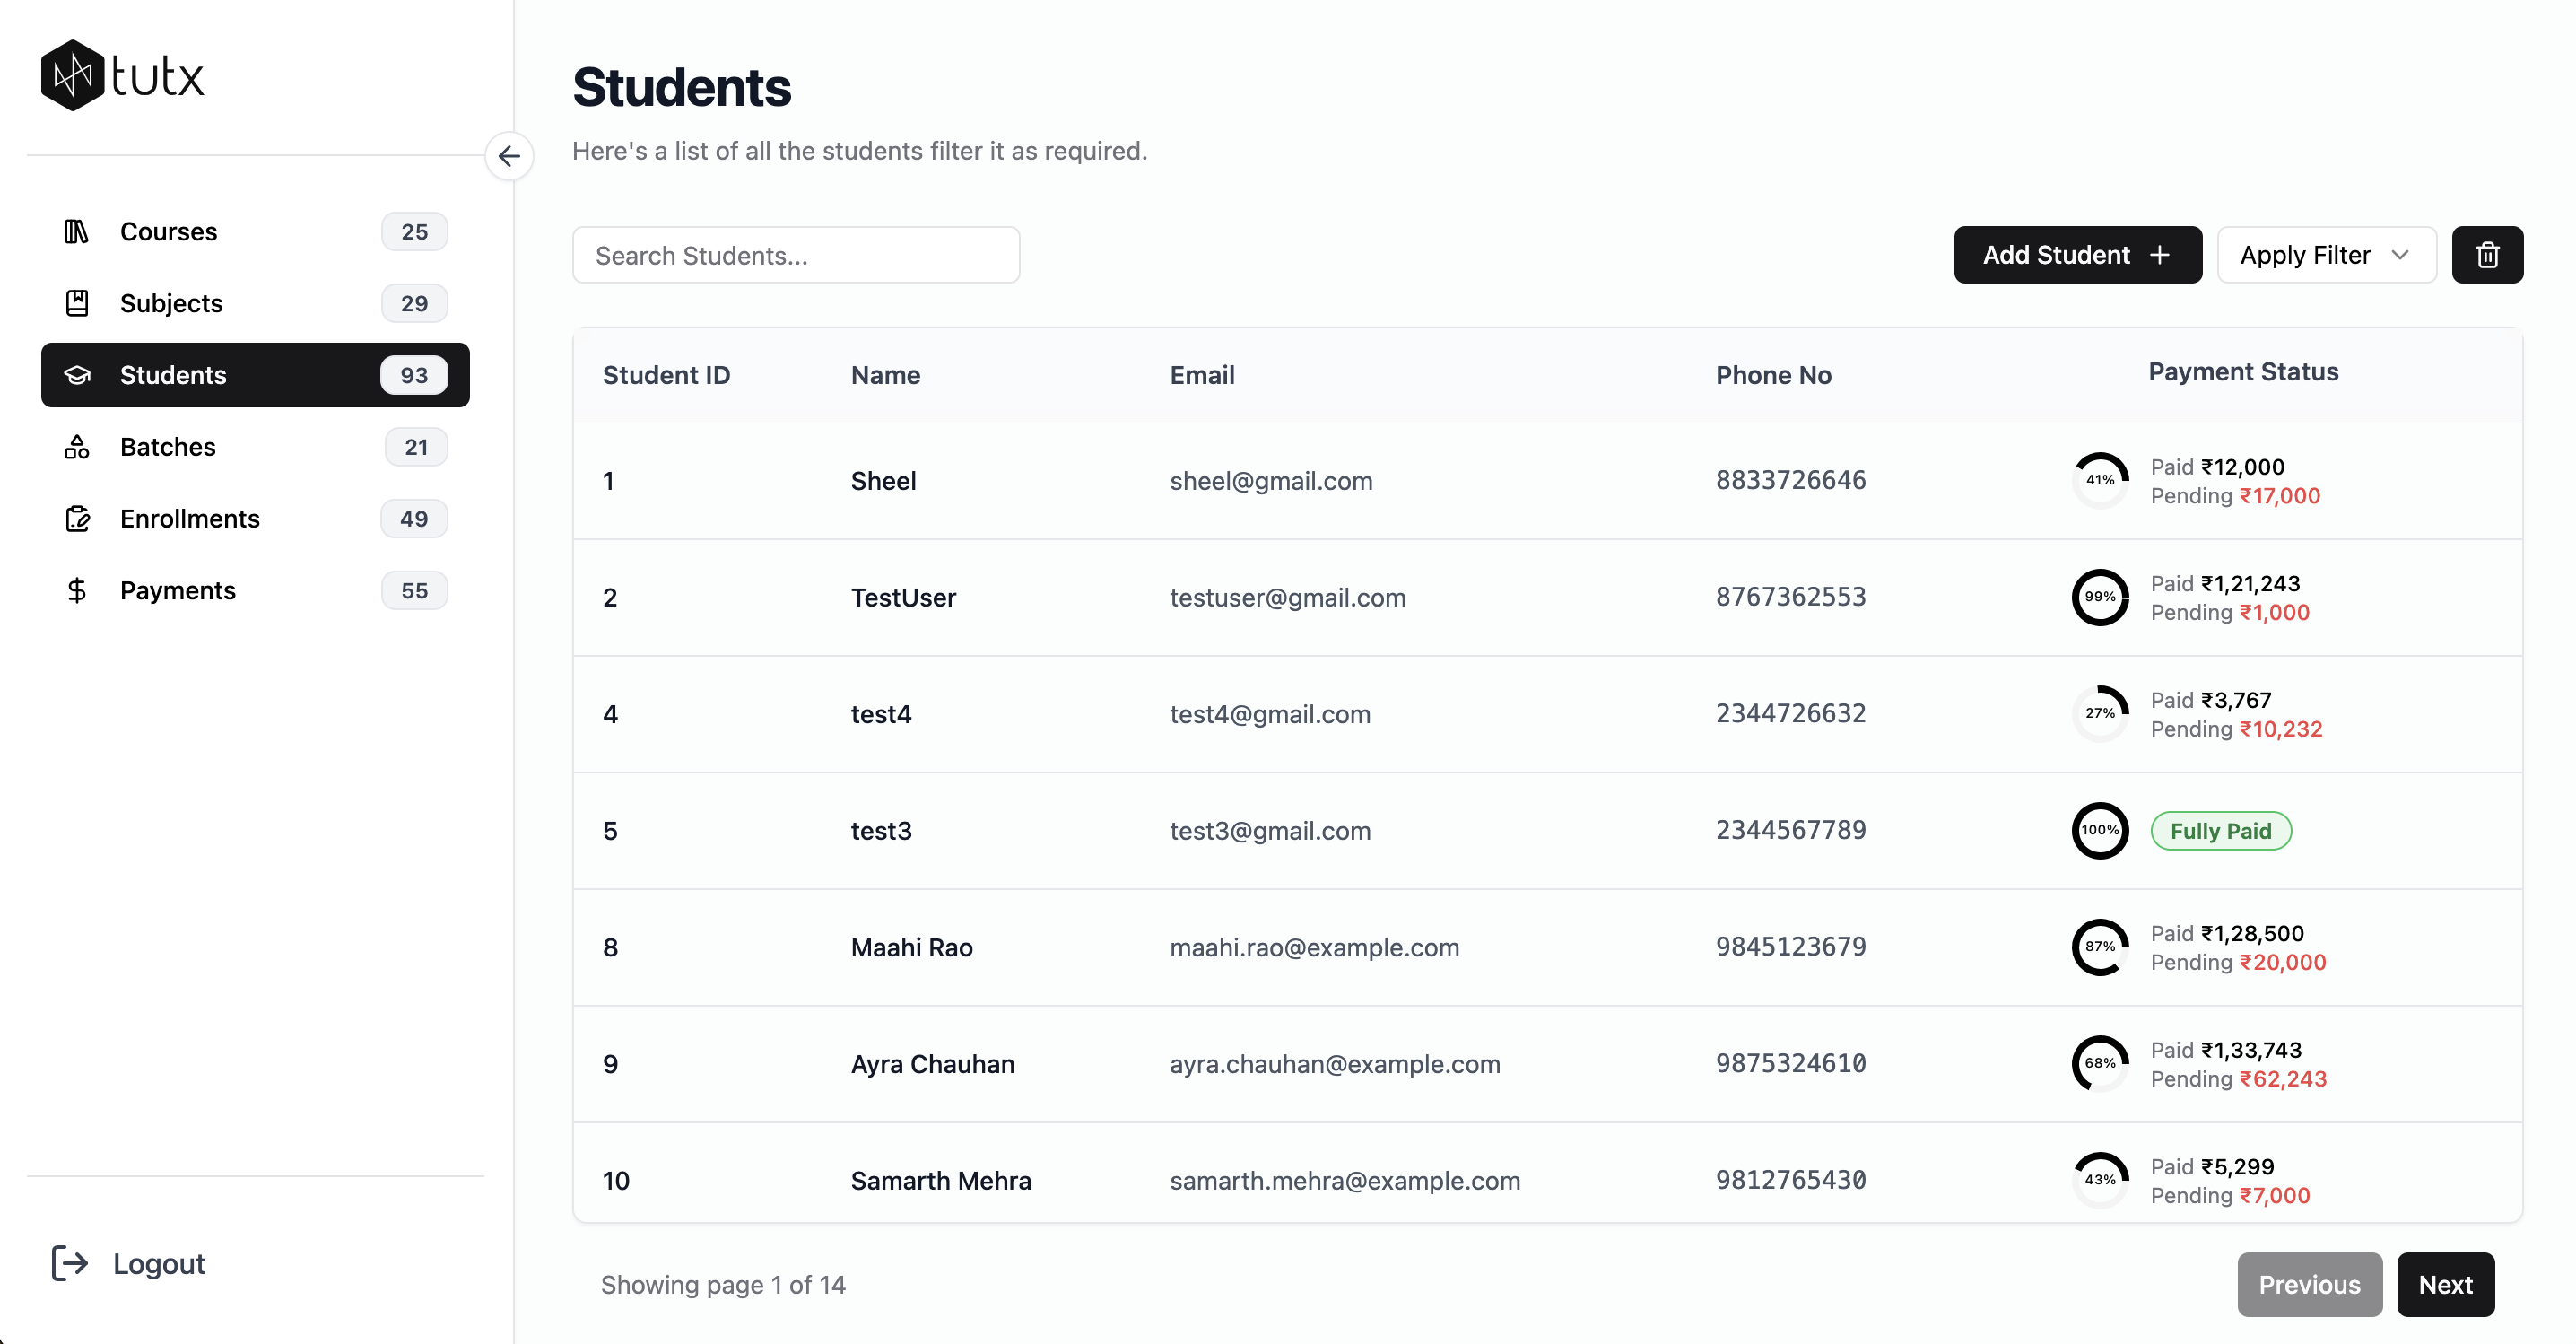 tutx
Courses 25
Subjects 29
Students 93
Batches 21
Enrollments 49
Payments 55
Logout
Students
Here's a list of all the students filter it as required.
Search Students...
Add Student +
Apply Filter
Student ID Name Email Phone No Payment Status
1 Sheel sheel@gmail.com 8833726646 41% Paid ₹12,000
Pending ₹17,000
2 TestUser testuser@gmail.com 8767362553 99% Paid ₹1,21,243
Pending ₹1,000
4 test4 test4@gmail.com 2344726632 27% Paid ₹3,767
Pending ₹10,232
5 test3 test3@gmail.com 2344567789 100% Fully Paid
8 Maahi Rao maahi.rao@example.com 9845123679 87% Paid ₹1,28,500
Pending ₹20,000
9 Ayra Chauhan ayra.chauhan@example.com 9875324610 68% Paid ₹1,33,743
Pending ₹62,243
10 Samarth Mehra samarth.mehra@example.com 9812765430 43% Paid ₹5,299
Pending ₹7,000
Showing page 1 of 14
Previous
Next